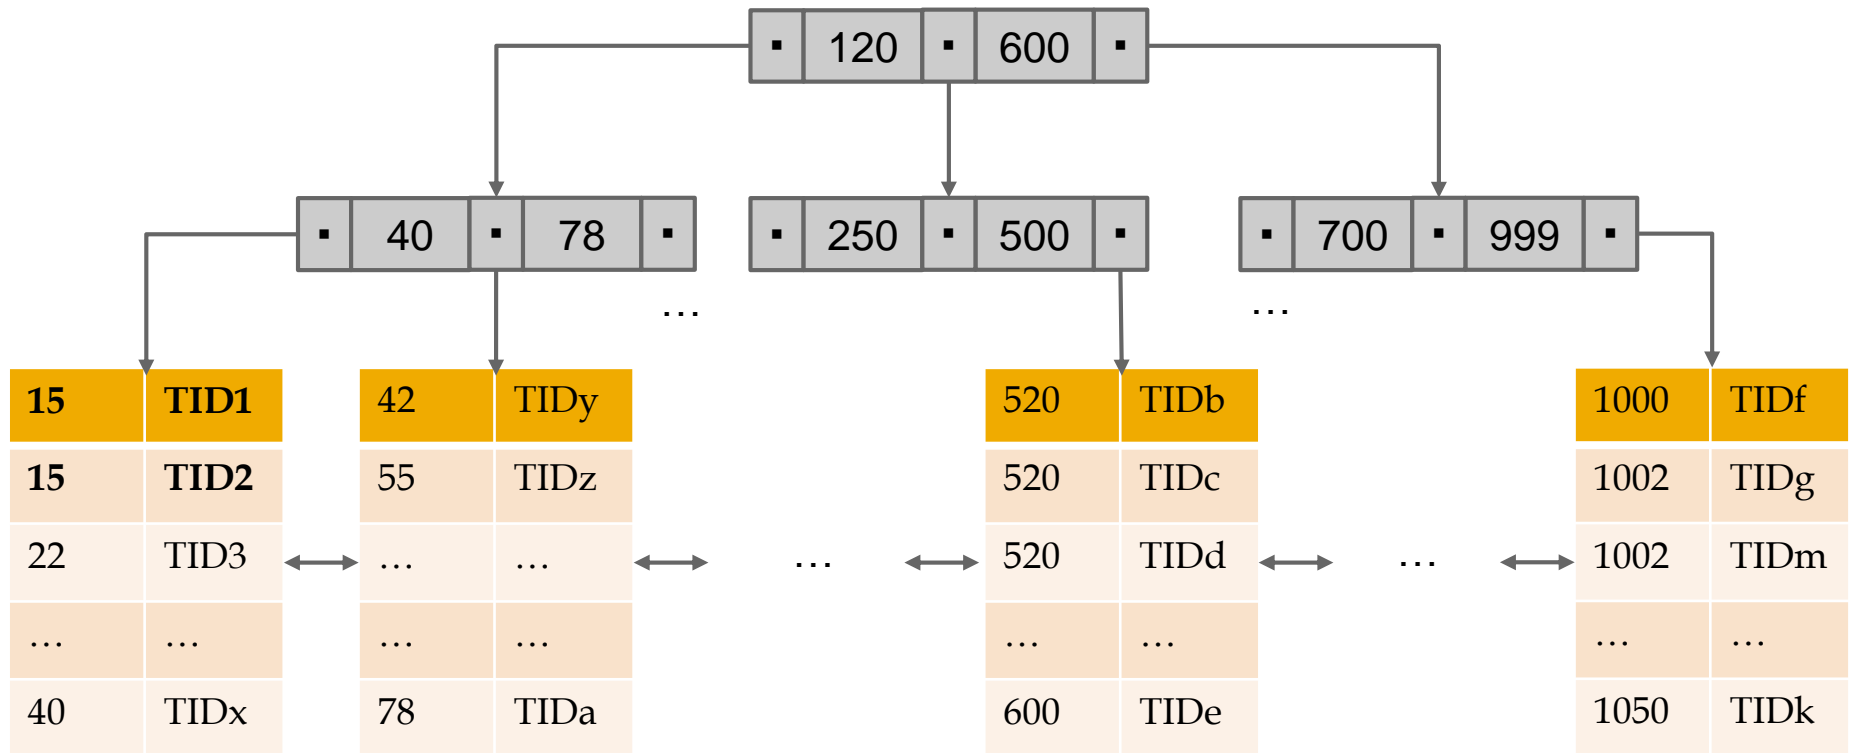 ▪ 120 ▪ 600 ▪
▪ 40 ▪ 78 ▪
▪ 250 ▪ 500 ▪
▪ 700 ▪ 999 ▪
…
…
15 TID1
15 TID2
22 TID3
… …
40 TIDx
42 TIDy
55 TIDz
… …
… …
78 TIDa
…
520 TIDb
520 TIDc
520 TIDd
… …
600 TIDe
…
1000 TIDf
1002 TIDg
1002 TIDm
… …
1050 TIDk